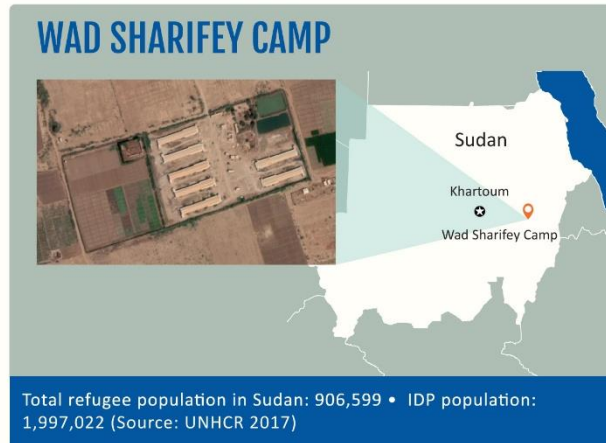 WAD SHARIFEY CAMP
Sudan
Khartoum
Wad Sharifey Camp
Total refugee population in Sudan: 906,599 • IDP population:
1,997,022 (Source: UNHCR 2017)